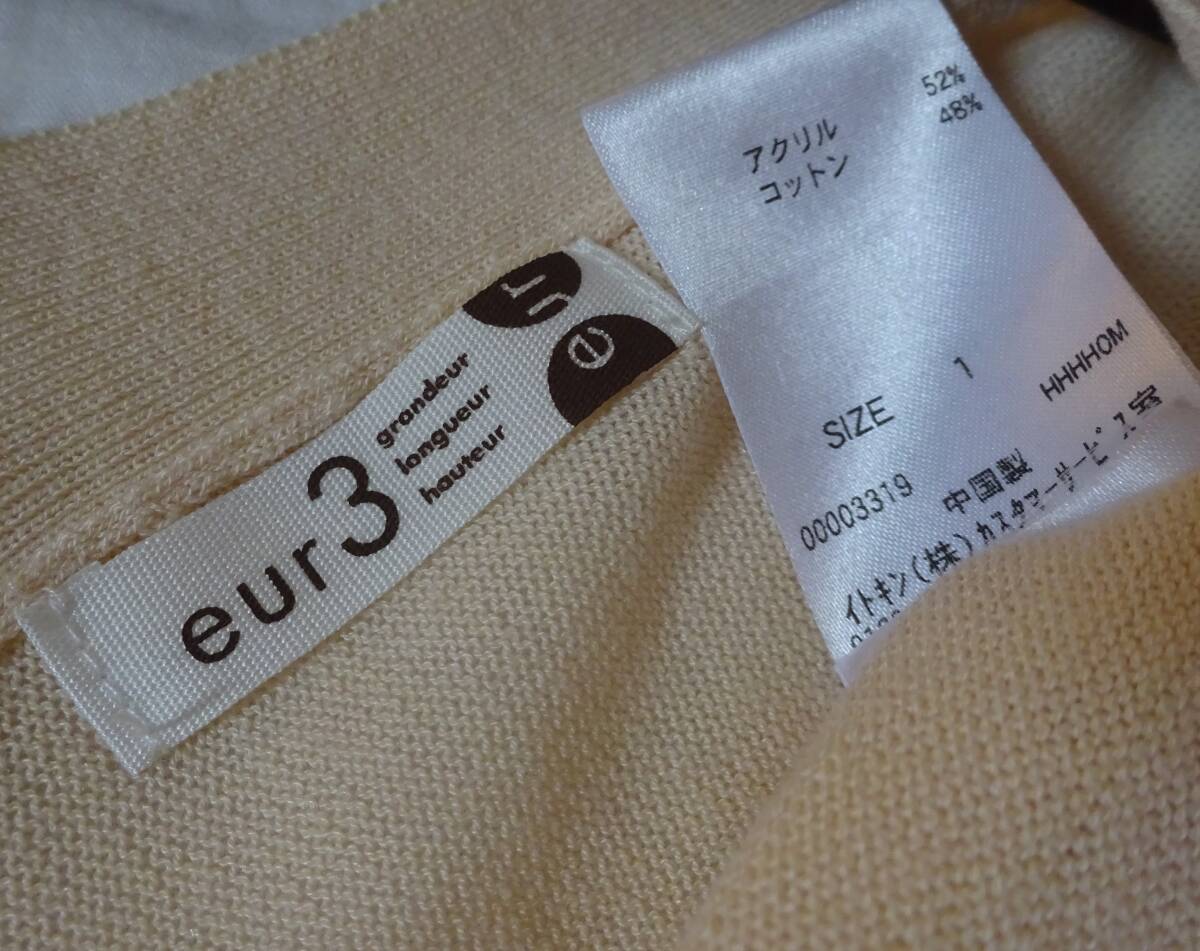 eur3
grandeur
longueur
hauteur
e
アクリル 52%
コットン 48%
SIZE 1
HHHHOM
00003319 中国製
イトキン(株)カスタマーサービス室